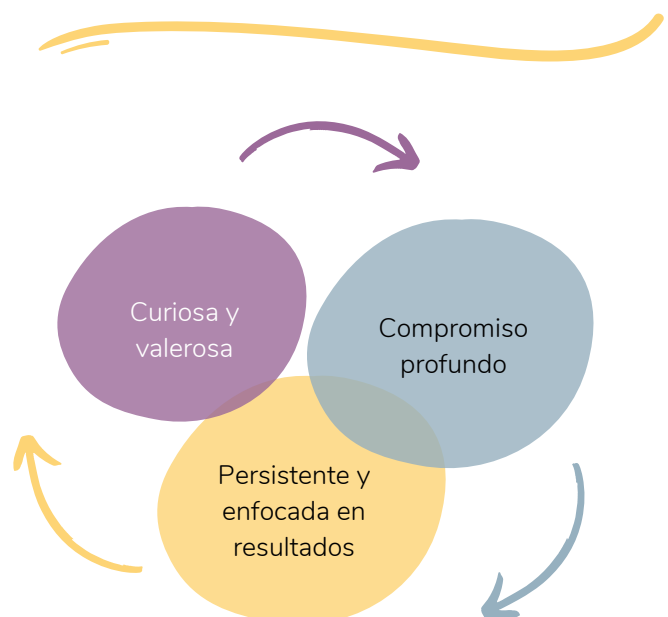 Curiosa y
valerosa
Compromiso
profundo
Persistente y
enfocada en
resultados